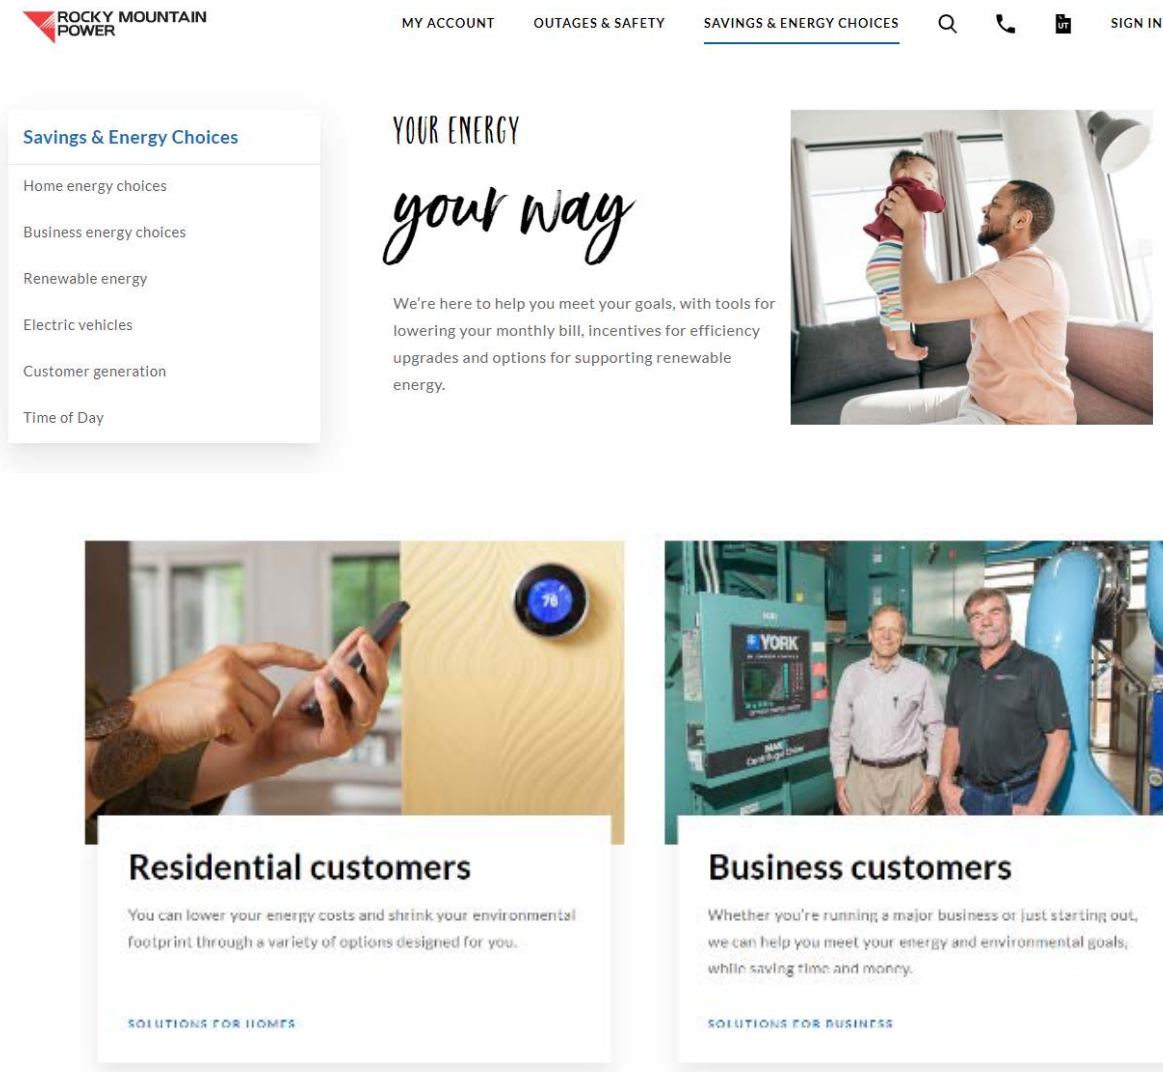 ROCKY MOUNTAIN
POWER
MY ACCOUNT
OUTAGES & SAFETY
SAVINGS & ENERGY CHOICES
UT
SIGN IN
Savings & Energy Choices
Home energy choices
Business energy choices
Renewable energy
Electric vehicles
Customer generation
Time of Day
YOUR ENERGY
your way
We're here to help you meet your goals, with tools for
lowering your monthly bill, incentives for efficiency
upgrades and options for supporting renewable
energy.
76
YORK
Residential customers
You can lower your energy costs and shrink your environmental
footprint through a variety of options designed for you.
SOLUTIONS FOR HOMES
Business customers
Whether you're running a major business or just starting out,
we can help you meet your energy and environmental goals,
while saving time and money.
SOLUTIONS FOR BUSINESS